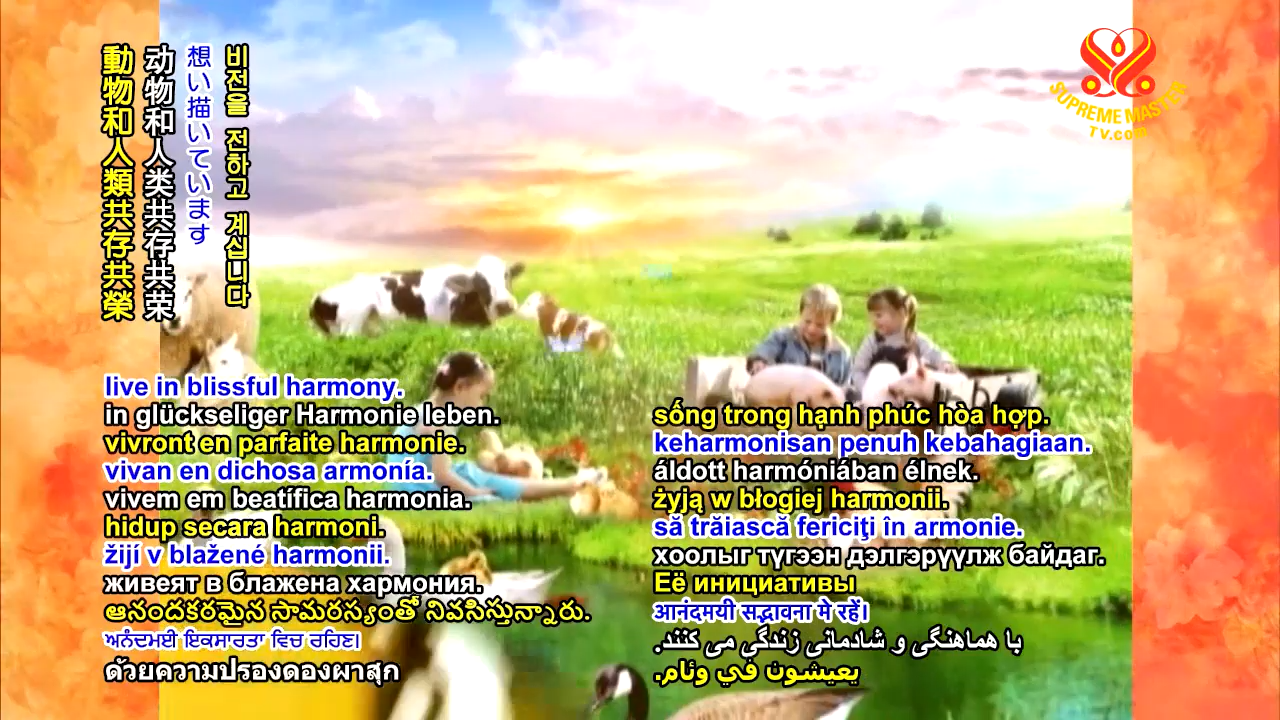 動物和人類共存共榮
动物和人类共存共荣
想い描いています
비전을 전하고 계십니다
SUPREME MASTER
TV.com
live in blissful harmony.
in glückseliger Harmonie leben.
vivront en parfaite harmonie.
vivan en dichosa armonía.
vivem em beatífica harmonia.
hidup secara harmoni.
žijí v blažené harmonii.
живеят в блажена хармония.
ఆనందకరమైన సామరస్యంతో నివసిస్తున్నారు.
ਅਨੰਦਮਈ ਇਕਸਾਰਤਾ ਵਿਚ ਰਹਿਣ।
ด้วยความปรองดองผาสุก
sống trong hạnh phúc hòa hợp.
keharmonisan penuh kebahagiaan.
áldott harmóniában élnek.
żyją w błogiej harmonii.
să trăiască fericiţi în armonie.
хоолыг түгээн дэлгэрүүлж байдаг.
Её инициативы
आनंदमयी सद्भावना मे रहें।
با هماهنگی و شادمانی زندگی می کنند.
يعيشون في وئام.